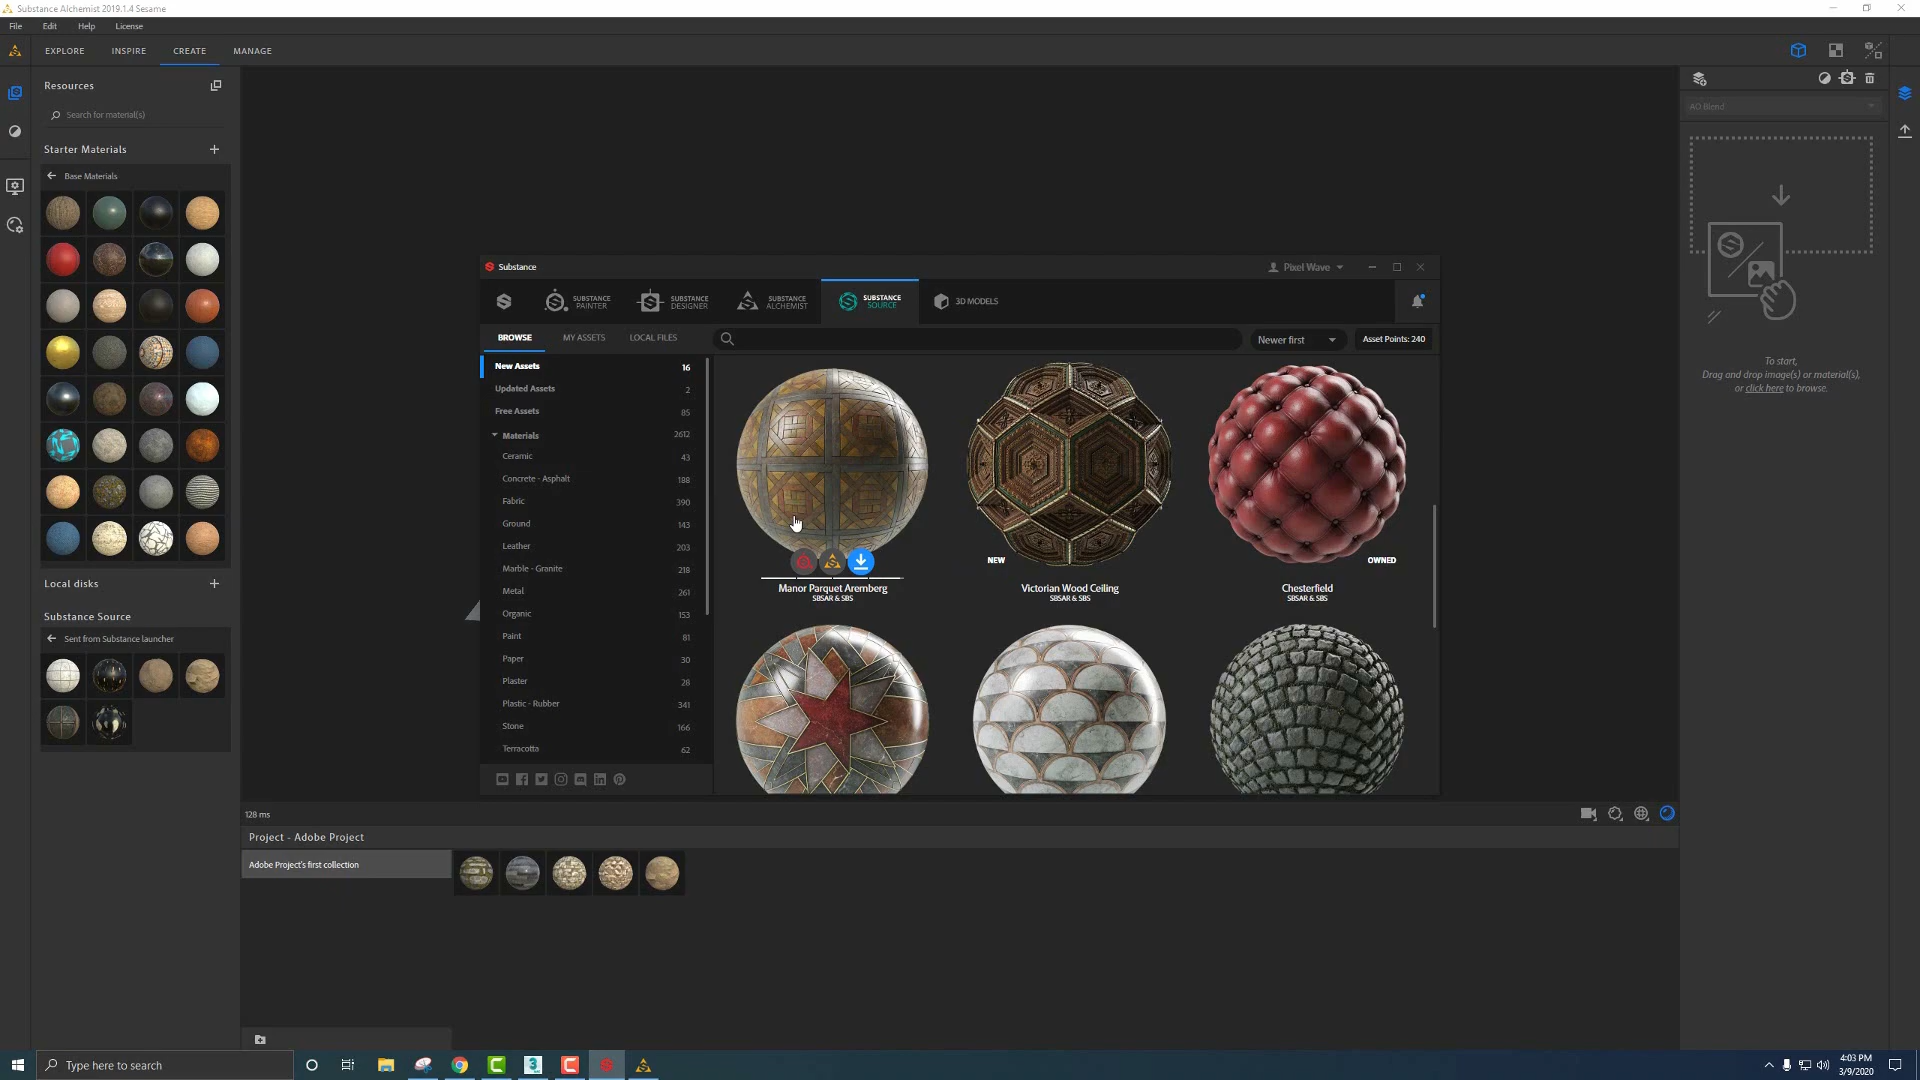 Substance Alchemist 2019.1.4 Sesame
File Edit Help License
EXPLORE INSPIRE CREATE MANAGE
Resources
Search for material(s)
Starter Materials
Base Materials
Local disks
Substance Source
Sent from Substance launcher
Substance
Pixel Wave
SUBSTANCE PAINTER
SUBSTANCE DESIGNER
SUBSTANCE ALCHEMIST
SUBSTANCE SOURCE
3D MODELS
BROWSE MY ASSETS LOCAL FILES
Newer first
Asset Points: 240
New Assets 16
Updated Assets 2
Free Assets 85
Materials 2612
Ceramic 43
Concrete - Asphalt 188
Fabric 390
Ground 143
Leather 203
Marble - Granite 218
Metal 261
Organic 153
Paint 81
Paper 30
Plaster 28
Plastic - Rubber 341
Stone 166
Terracotta 62
Manor Parquet Aremberg
SBSAR & SBS
NEW
Victorian Wood Ceiling
SBSAR & SBS
OWNED
Chesterfield
SBSAR & SBS
AO Blend
To start,
Drag and drop image(s) or material(s),
or click here to browse.
128 ms
Project - Adobe Project
Adobe Project's first collection
Type here to search
4:03 PM
3/9/2020